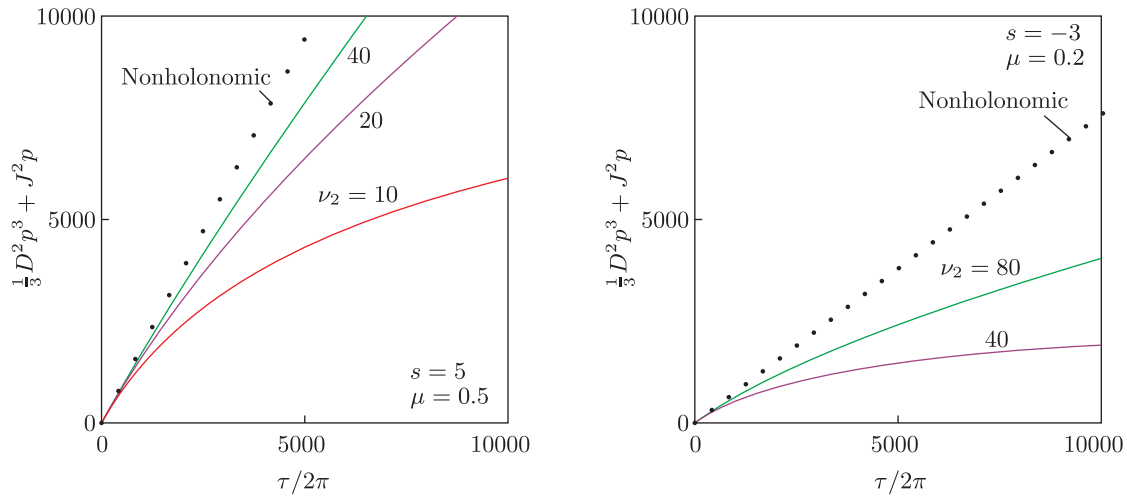 10000
5000
0
0
5000
10000
⅓D²p³ + J²p
τ/2π
Nonholonomic
40
20
ν₂ = 10
s = 5
μ = 0.5
10000
5000
0
0
5000
10000
⅓D²p³ + J²p
τ/2π
s = −3
μ = 0.2
Nonholonomic
ν₂ = 80
40